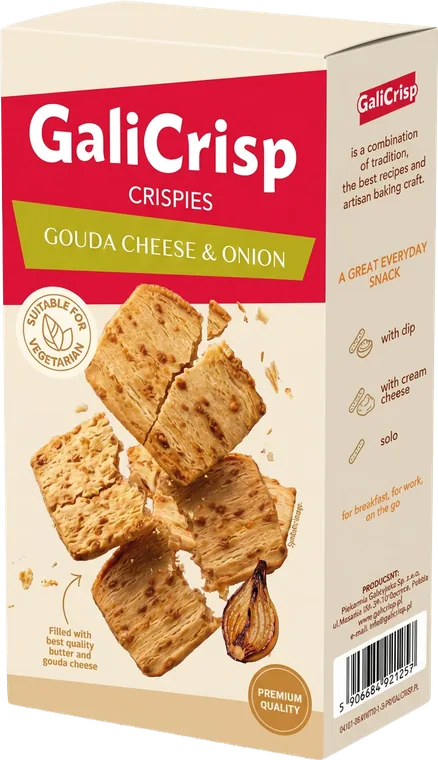 GaliCrisp
CRISPIES
GOUDA CHEESE & ONION
SUITABLE FOR
VEGETARIAN
Filled with
best quality
butter and
gouda cheese
PREMIUM
QUALITY
GaliCrisp
is a combination
of tradition,
the best recipes and
artisan baking craft.
A GREAT EVERYDAY
SNACK
with dip
with cream
cheese
solo
for breakfast, for work,
on the go
PRODUCENT:
www.galicrisp.pl
e-mail. info@galicrisp.pl
5 906684 921257